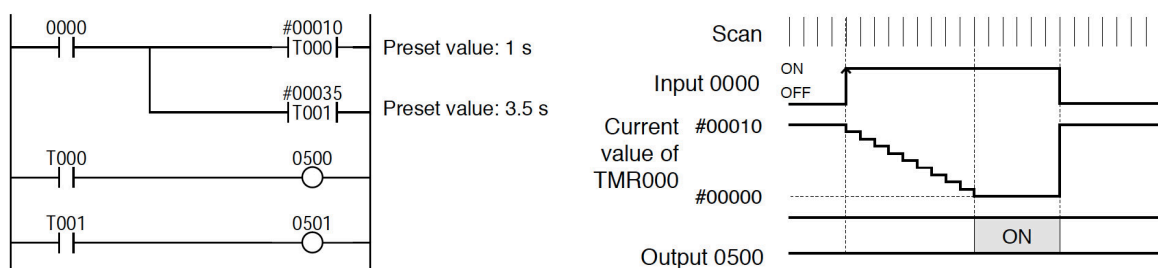 0000
#00010
T000
Preset value: 1 s
#00035
T001
Preset value: 3.5 s
T000
0500
T001
0501
Scan
Input 0000
ON
OFF
Current
value of
TMR000
#00010
#00000
Output 0500
ON